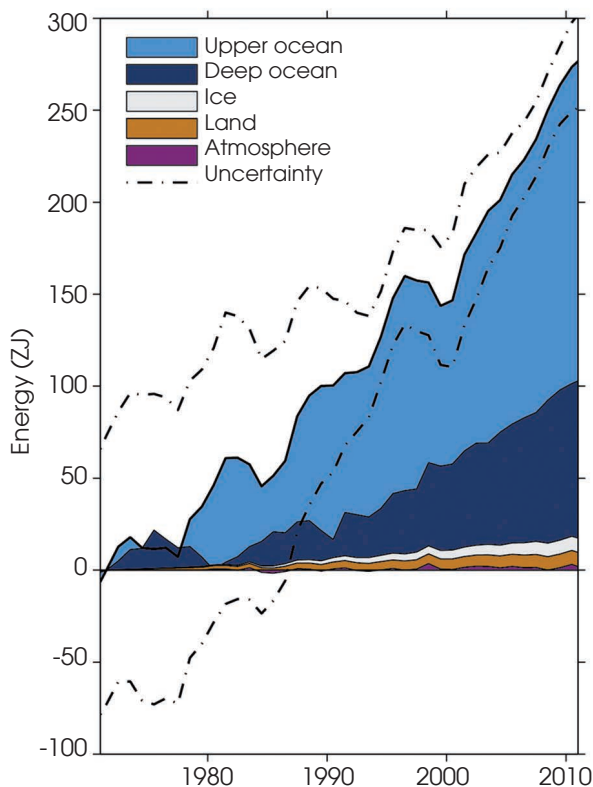 300
250
200
150
100
50
0
-50
-100
Energy (ZJ)
Upper ocean
Deep ocean
Ice
Land
Atmosphere
Uncertainty
1980
1990
2000
2010